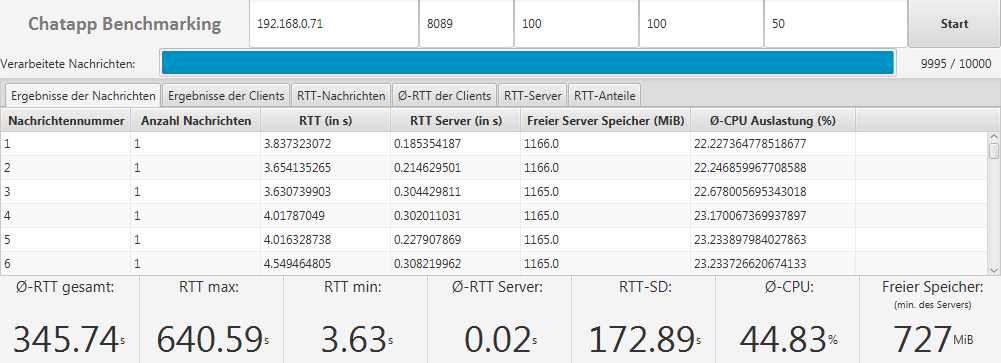 Chatapp Benchmarking 192.168.0.71 8089 100 100 50 Start
Verarbeitete Nachrichten: 9995 / 10000
Ergebnisse der Nachrichten Ergebnisse der Clients RTT-Nachrichten Ø-RTT der Clients RTT-Server RTT-Anteile
Nachrichtennummer Anzahl Nachrichten RTT (in s) RTT Server (in s) Freier Server Speicher (MiB) Ø-CPU Auslastung (%)
1 1 3.837323072 0.185354187 1166.0 22.227364778518677
2 1 3.654135265 0.214629501 1166.0 22.246859967708588
3 1 3.630739903 0.304429811 1165.0 22.678005695343018
4 1 4.01787049 0.302011031 1165.0 23.170067369937897
5 1 4.016328738 0.227907869 1165.0 23.233897984027863
6 1 4.549464805 0.308219962 1165.0 23.233726620674133
Ø-RTT gesamt: RTT max: RTT min: Ø-RTT Server: RTT-SD: Ø-CPU: Freier Speicher:
(min. des Servers)
345.74s 640.59s 3.63s 0.02s 172.89s 44.83% 727 MiB